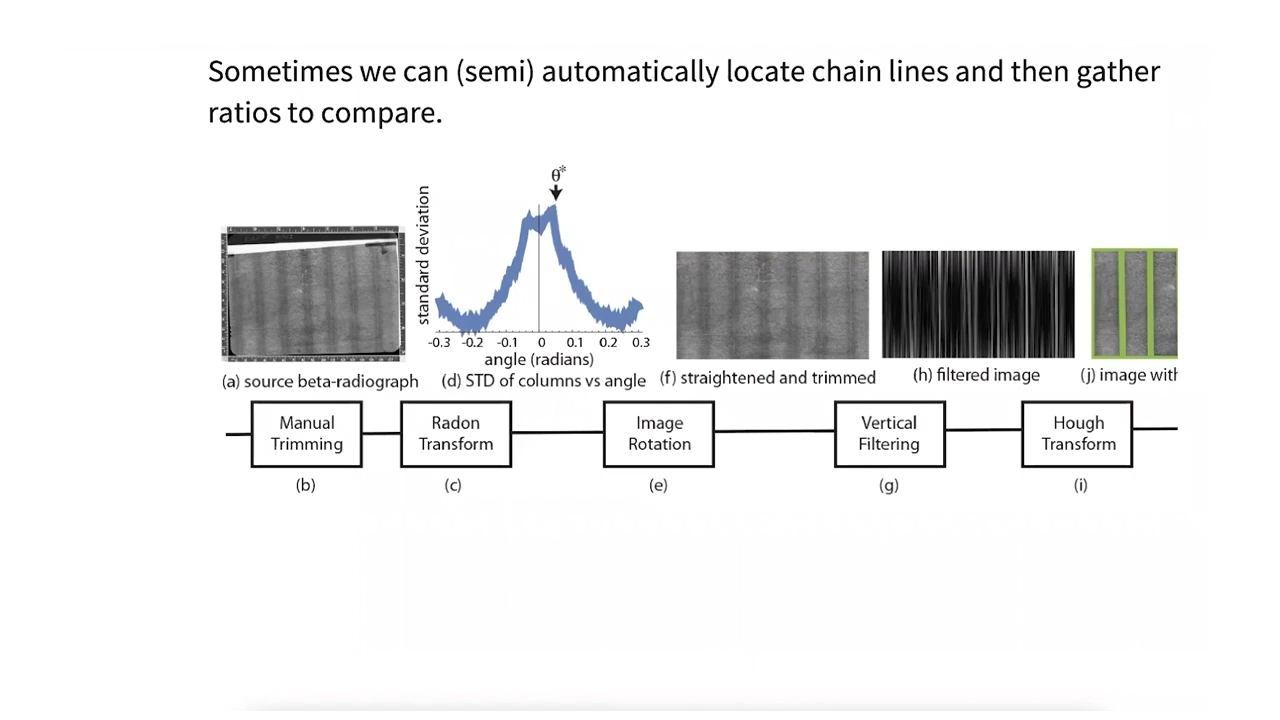 Sometimes we can (semi) automatically locate chain lines and then gather
ratios to compare.
θ*
standard deviation
-0.3 -0.2 -0.1 0 0.1 0.2 0.3
angle (radians)
(a) source beta-radiograph
(d) STD of columns vs angle
(f) straightened and trimmed
(h) filtered image
(j) image with
Manual
Trimming
Radon
Transform
Image
Rotation
Vertical
Filtering
Hough
Transform
(b)
(c)
(e)
(g)
(i)